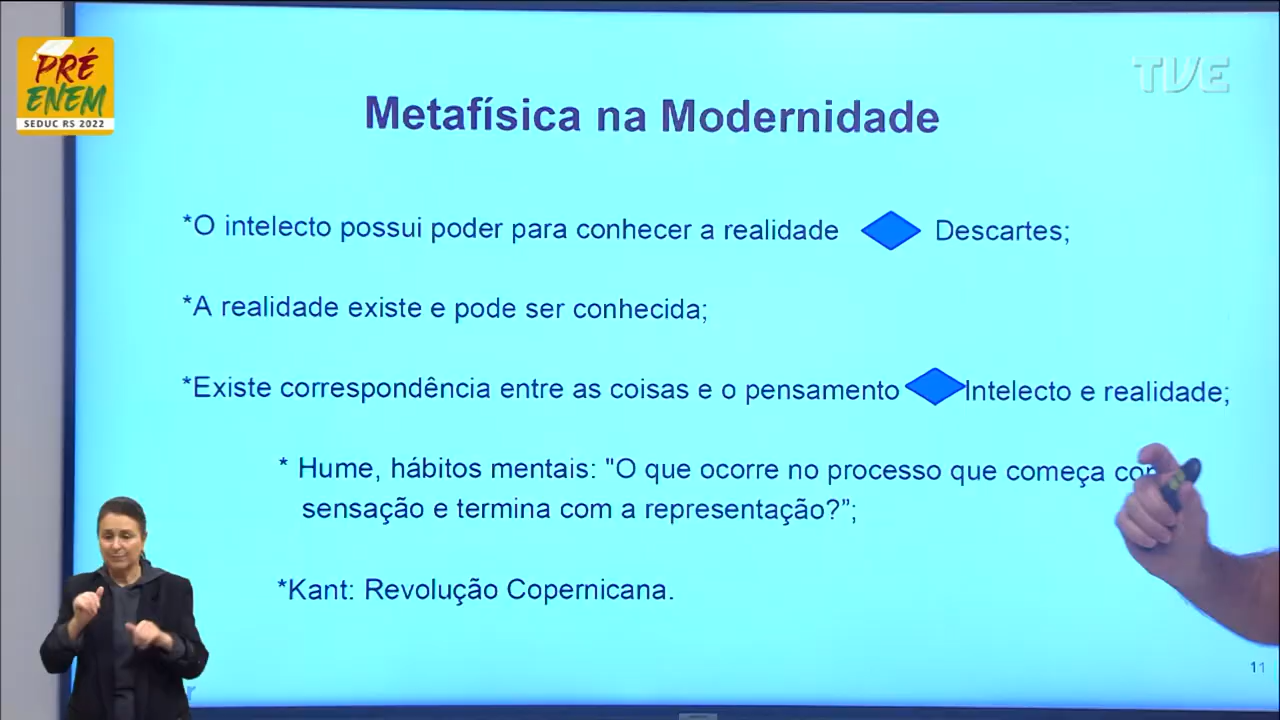 PRÉ
ENEM
SEDUC RS 2022
TVE
Metafísica na Modernidade
*O intelecto possui poder para conhecer a realidade Descartes;
*A realidade existe e pode ser conhecida;
*Existe correspondência entre as coisas e o pensamento Intelecto e realidade;
* Hume, hábitos mentais: "O que ocorre no processo que começa
sensação e termina com a representação?”;
*Kant: Revolução Copernicana.
11